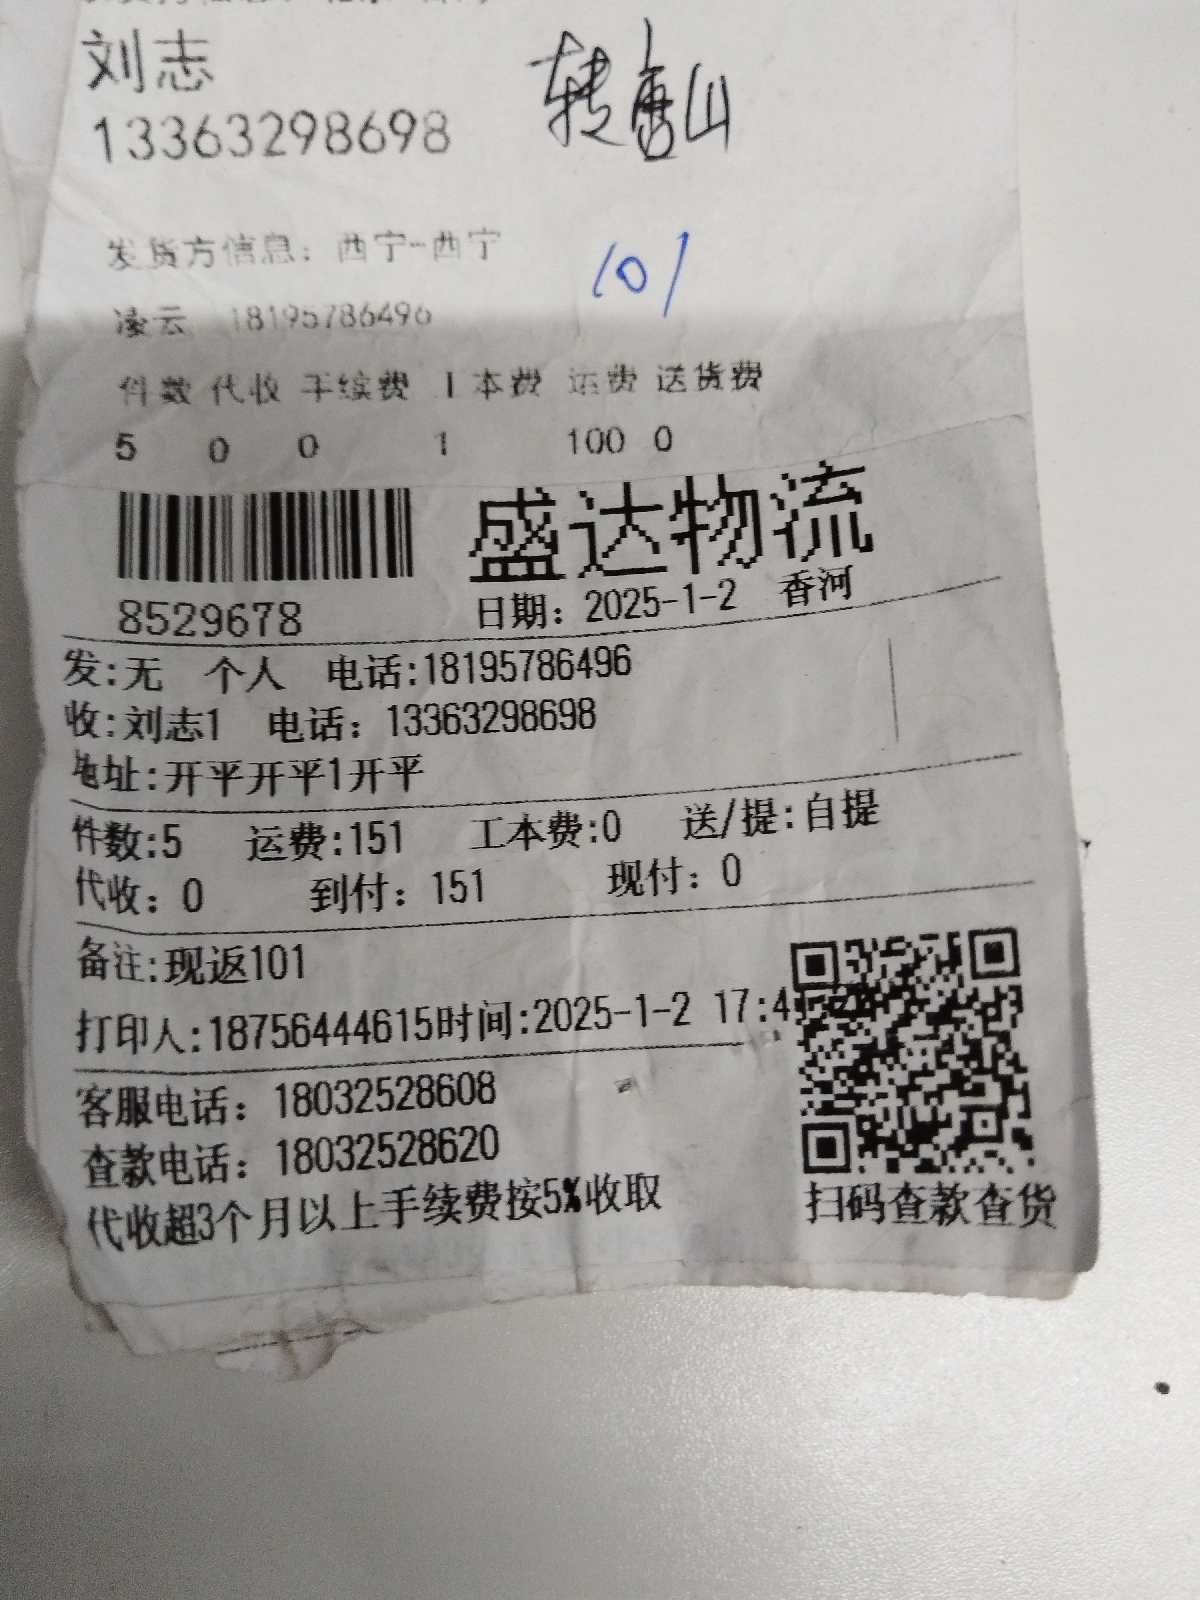 刘志
转唐山
13363298698
发货方信息：西宁-西宁
101
凌云 18195786496
件数 代收 手续费 工本费 运费 送货费
5 0 0 1 100 0
盛达物流
8529678
日期：2025-1-2 香河
发:无 个人 电话:18195786496
收:刘志1 电话：13363298698
地址:开平开平1开平
件数:5 运费:151 工本费:0 送/提:自提
代收：0 到付：151 现付：0
备注:现返101
打印人:18756444615时间:2025-1-2 17:4
客服电话：18032528608
查款电话：18032528620
代收超3个月以上手续费按5%收取
扫码查款查货